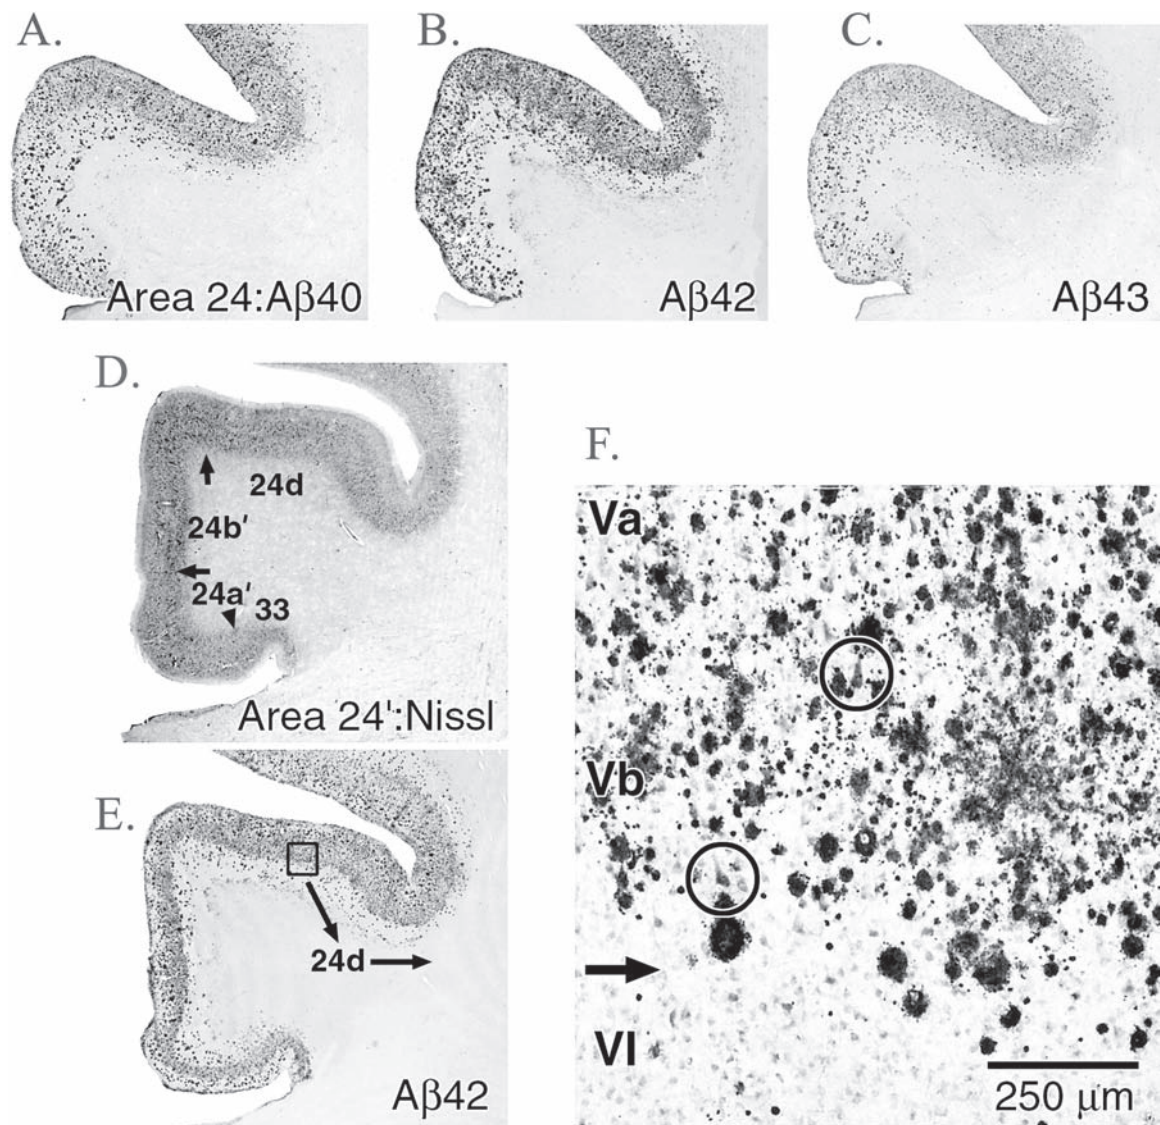 A.
B.
C.
Area 24:Aβ40
Aβ42
Aβ43
D.
24d
24b'
24a'
33
Area 24':Nissl
E.
24d
Aβ42
F.
Va
Vb
VI
250 μm